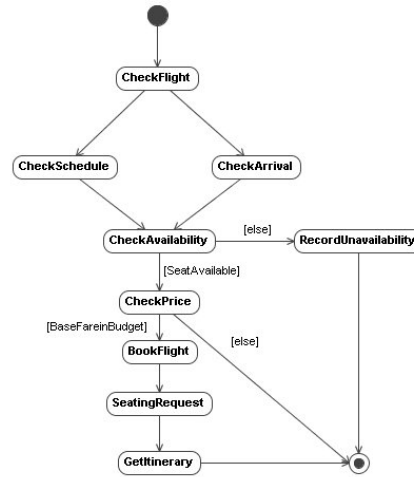 CheckFlight
CheckSchedule
CheckArrival
CheckAvailability
[else]
RecordUnavailability
[SeatAvailable]
CheckPrice
[BaseFareinBudget]
[else]
BookFlight
SeatingRequest
GetItinerary